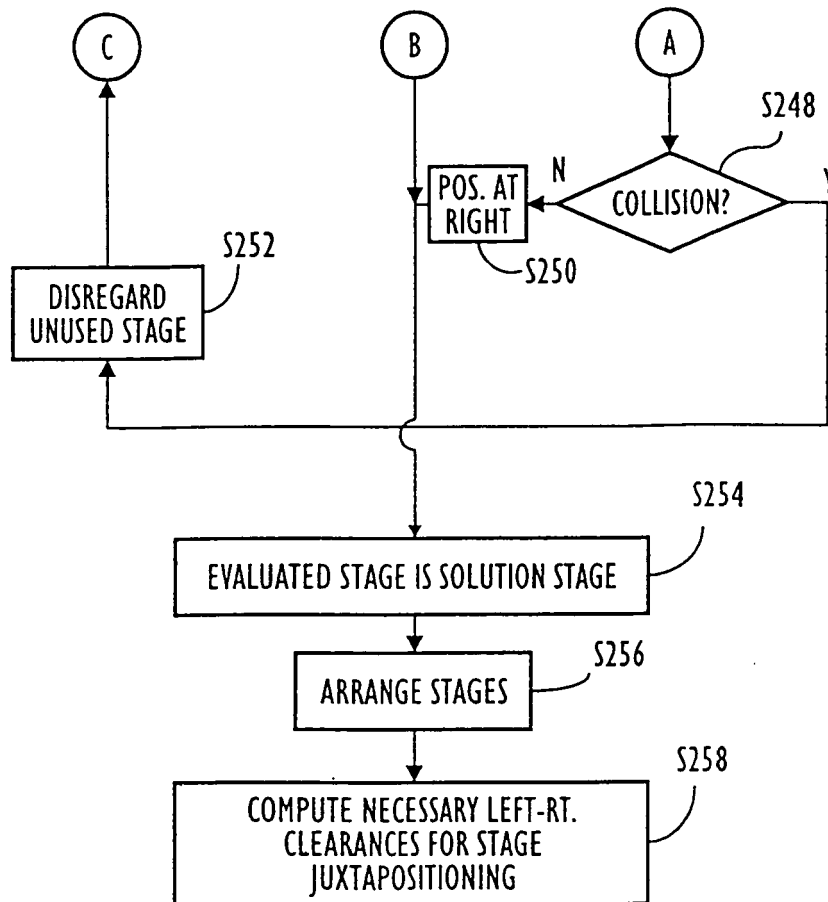 C
B
A
S248
N
Y
COLLISION?
POS. AT
RIGHT
S250
S252
DISREGARD
UNUSED STAGE
S254
EVALUATED STAGE IS SOLUTION STAGE
S256
ARRANGE STAGES
S258
COMPUTE NECESSARY LEFT-RT.
CLEARANCES FOR STAGE
JUXTAPOSITIONING